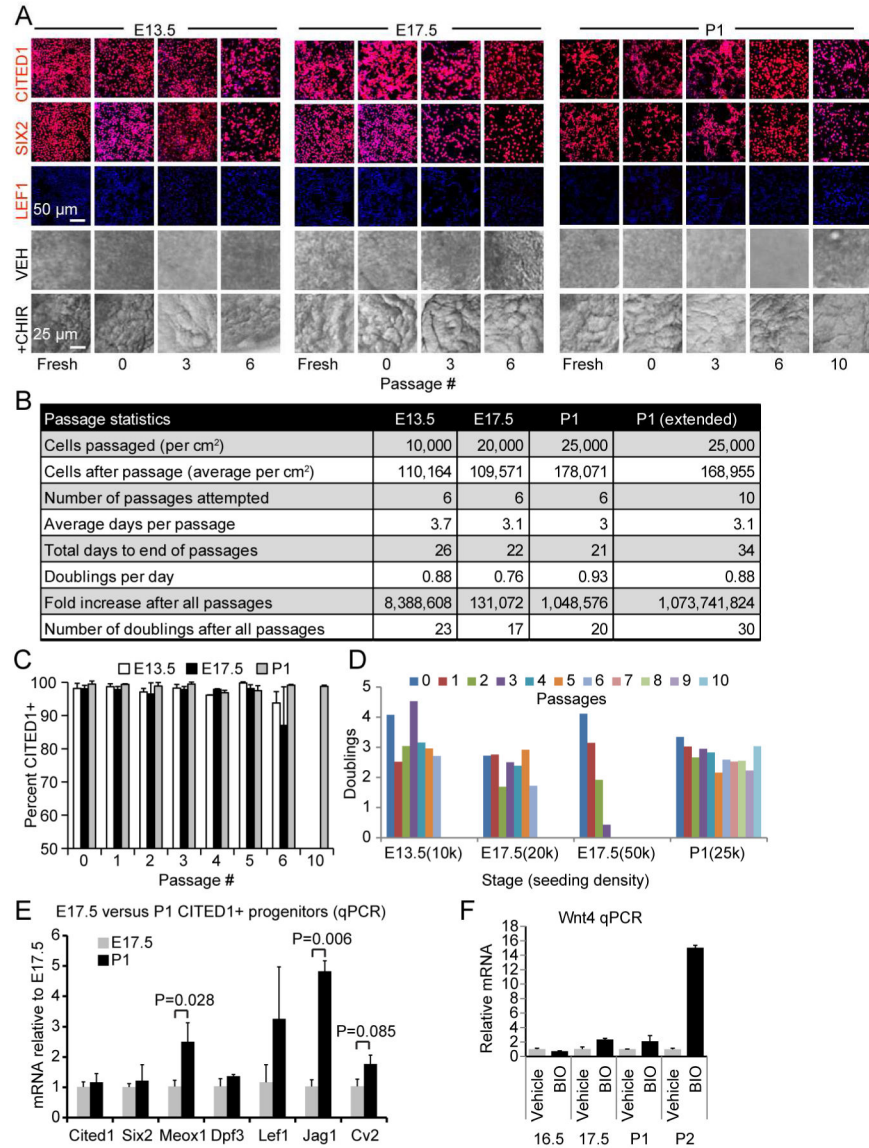 A
E13.5
E17.5
P1
CITED1
SIX2
LEF1
50 µm
VEH
+CHIR
25 µm
Fresh 0 3 6 Fresh 0 3 6 Fresh 0 3 6 10
Passage #
B
Passage statistics E13.5 E17.5 P1 P1 (extended)
Cells passaged (per cm²) 10,000 20,000 25,000 25,000
Cells after passage (average per cm²) 110,164 109,571 178,071 168,955
Number of passages attempted 6 6 6 10
Average days per passage 3.7 3.1 3 3.1
Total days to end of passages 26 22 21 34
Doublings per day 0.88 0.76 0.93 0.88
Fold increase after all passages 8,388,608 131,072 1,048,576 1,073,741,824
Number of doublings after all passages 23 17 20 30
C
E13.5 E17.5 P1
Percent CITED1+
100
90
80
70
60
50
0 1 2 3 4 5 6 10
Passage #
D
0 1 2 3 4 5 6 7 8 9 10
Passages
Doublings
5
4
3
2
1
0
E13.5(10k) E17.5(20k) E17.5(50k) P1(25k)
Stage (seeding density)
E
E17.5 versus P1 CITED1+ progenitors (qPCR)
E17.5
P1
mRNA relative to E17.5
6
5
4
3
2
1
0
P=0.028
P=0.006
P=0.085
Cited1 Six2 Meox1 Dpf3 Lef1 Jag1 Cv2
F
Wnt4 qPCR
Relative mRNA
18
16
14
12
10
8
6
4
2
0
Vehicle BIO Vehicle BIO Vehicle BIO Vehicle BIO
16.5 17.5 P1 P2